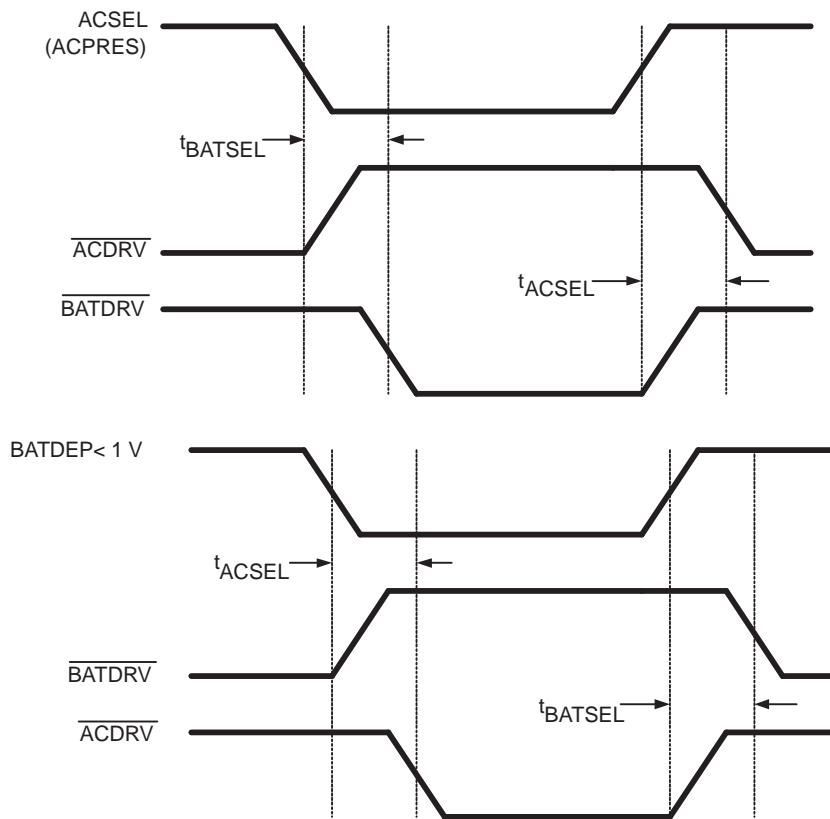 ACSEL
(ACPRES)
tBATSEL
ACDRV
tACSEL
BATDRV
BATDEP< 1 V
tACSEL
BATDRV
tBATSEL
ACDRV